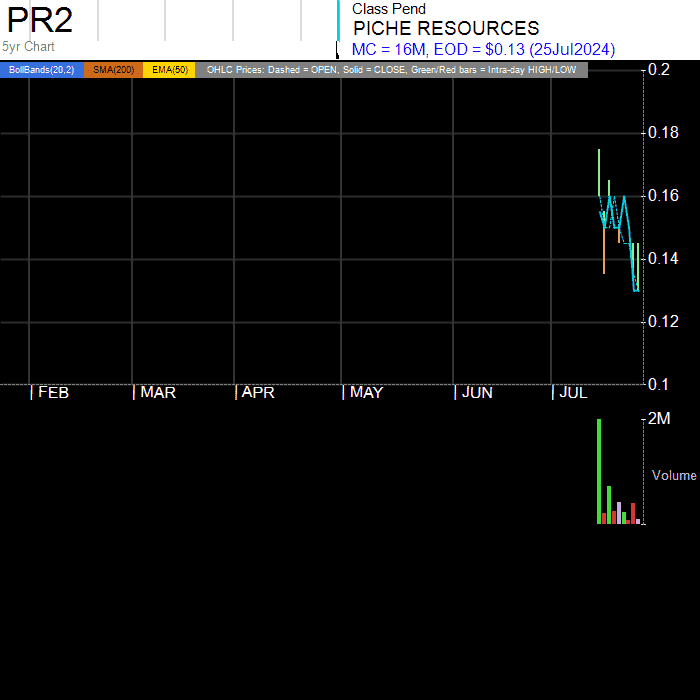 PR2
5yr Chart
Class Pend
PICHE RESOURCES
MC = 16M, EOD = $0.13 (25Jul2024)
BollBands(20,2) SMA(200) EMA(50) OHLC Prices: Dashed = OPEN, Solid = CLOSE, Green/Red bars = Intra-day HIGH/LOW
0.2
0.18
0.16
0.14
0.12
0.1
FEB MAR APR MAY JUN JUL
2M
Volume